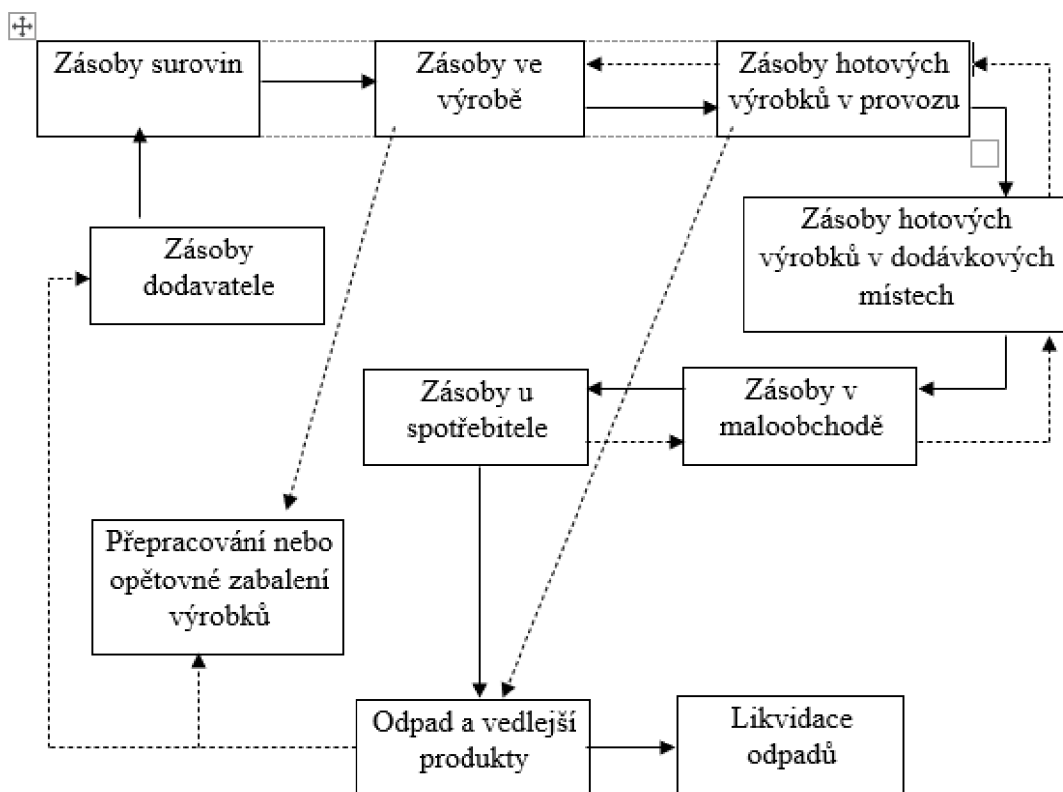 Zásoby surovin
Zásoby ve
výrobě
Zásoby hotových
výrobků v provozu
Zásoby
dodavatele
Zásoby hotových
výrobků v dodávkových
místech
Zásoby u
spotřebitele
Zásoby v
maloobchodě
Přepracování nebo
opětovné zabalení
výrobků
Odpad a vedlejší
produkty
Likvidace
odpadů